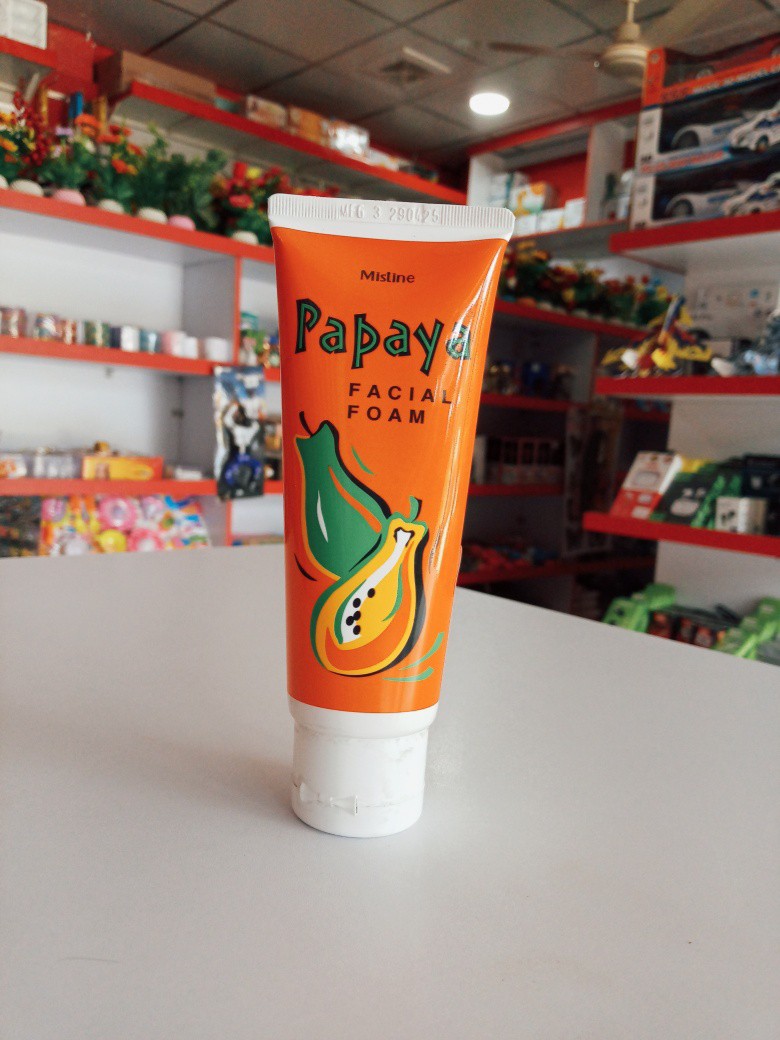 MFG 3 290425
Mistine
Papaya
FACIAL
FOAM